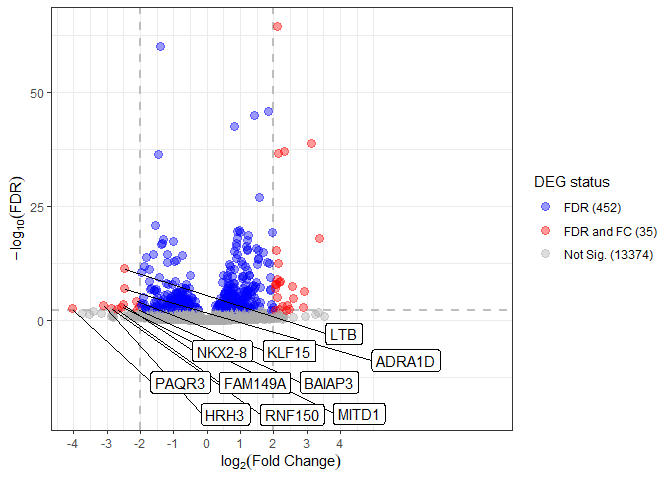 50
25
0
−log₁₀(FDR)
LTB
NKX2-8
KLF15
ADRA1D
PAQR3
FAM149A
BAIAP3
HRH3
RNF150
MITD1
-4 -3 -2 -1 0 1 2 3 4
log₂(Fold Change)
DEG status
FDR (452)
FDR and FC (35)
Not Sig. (13374)